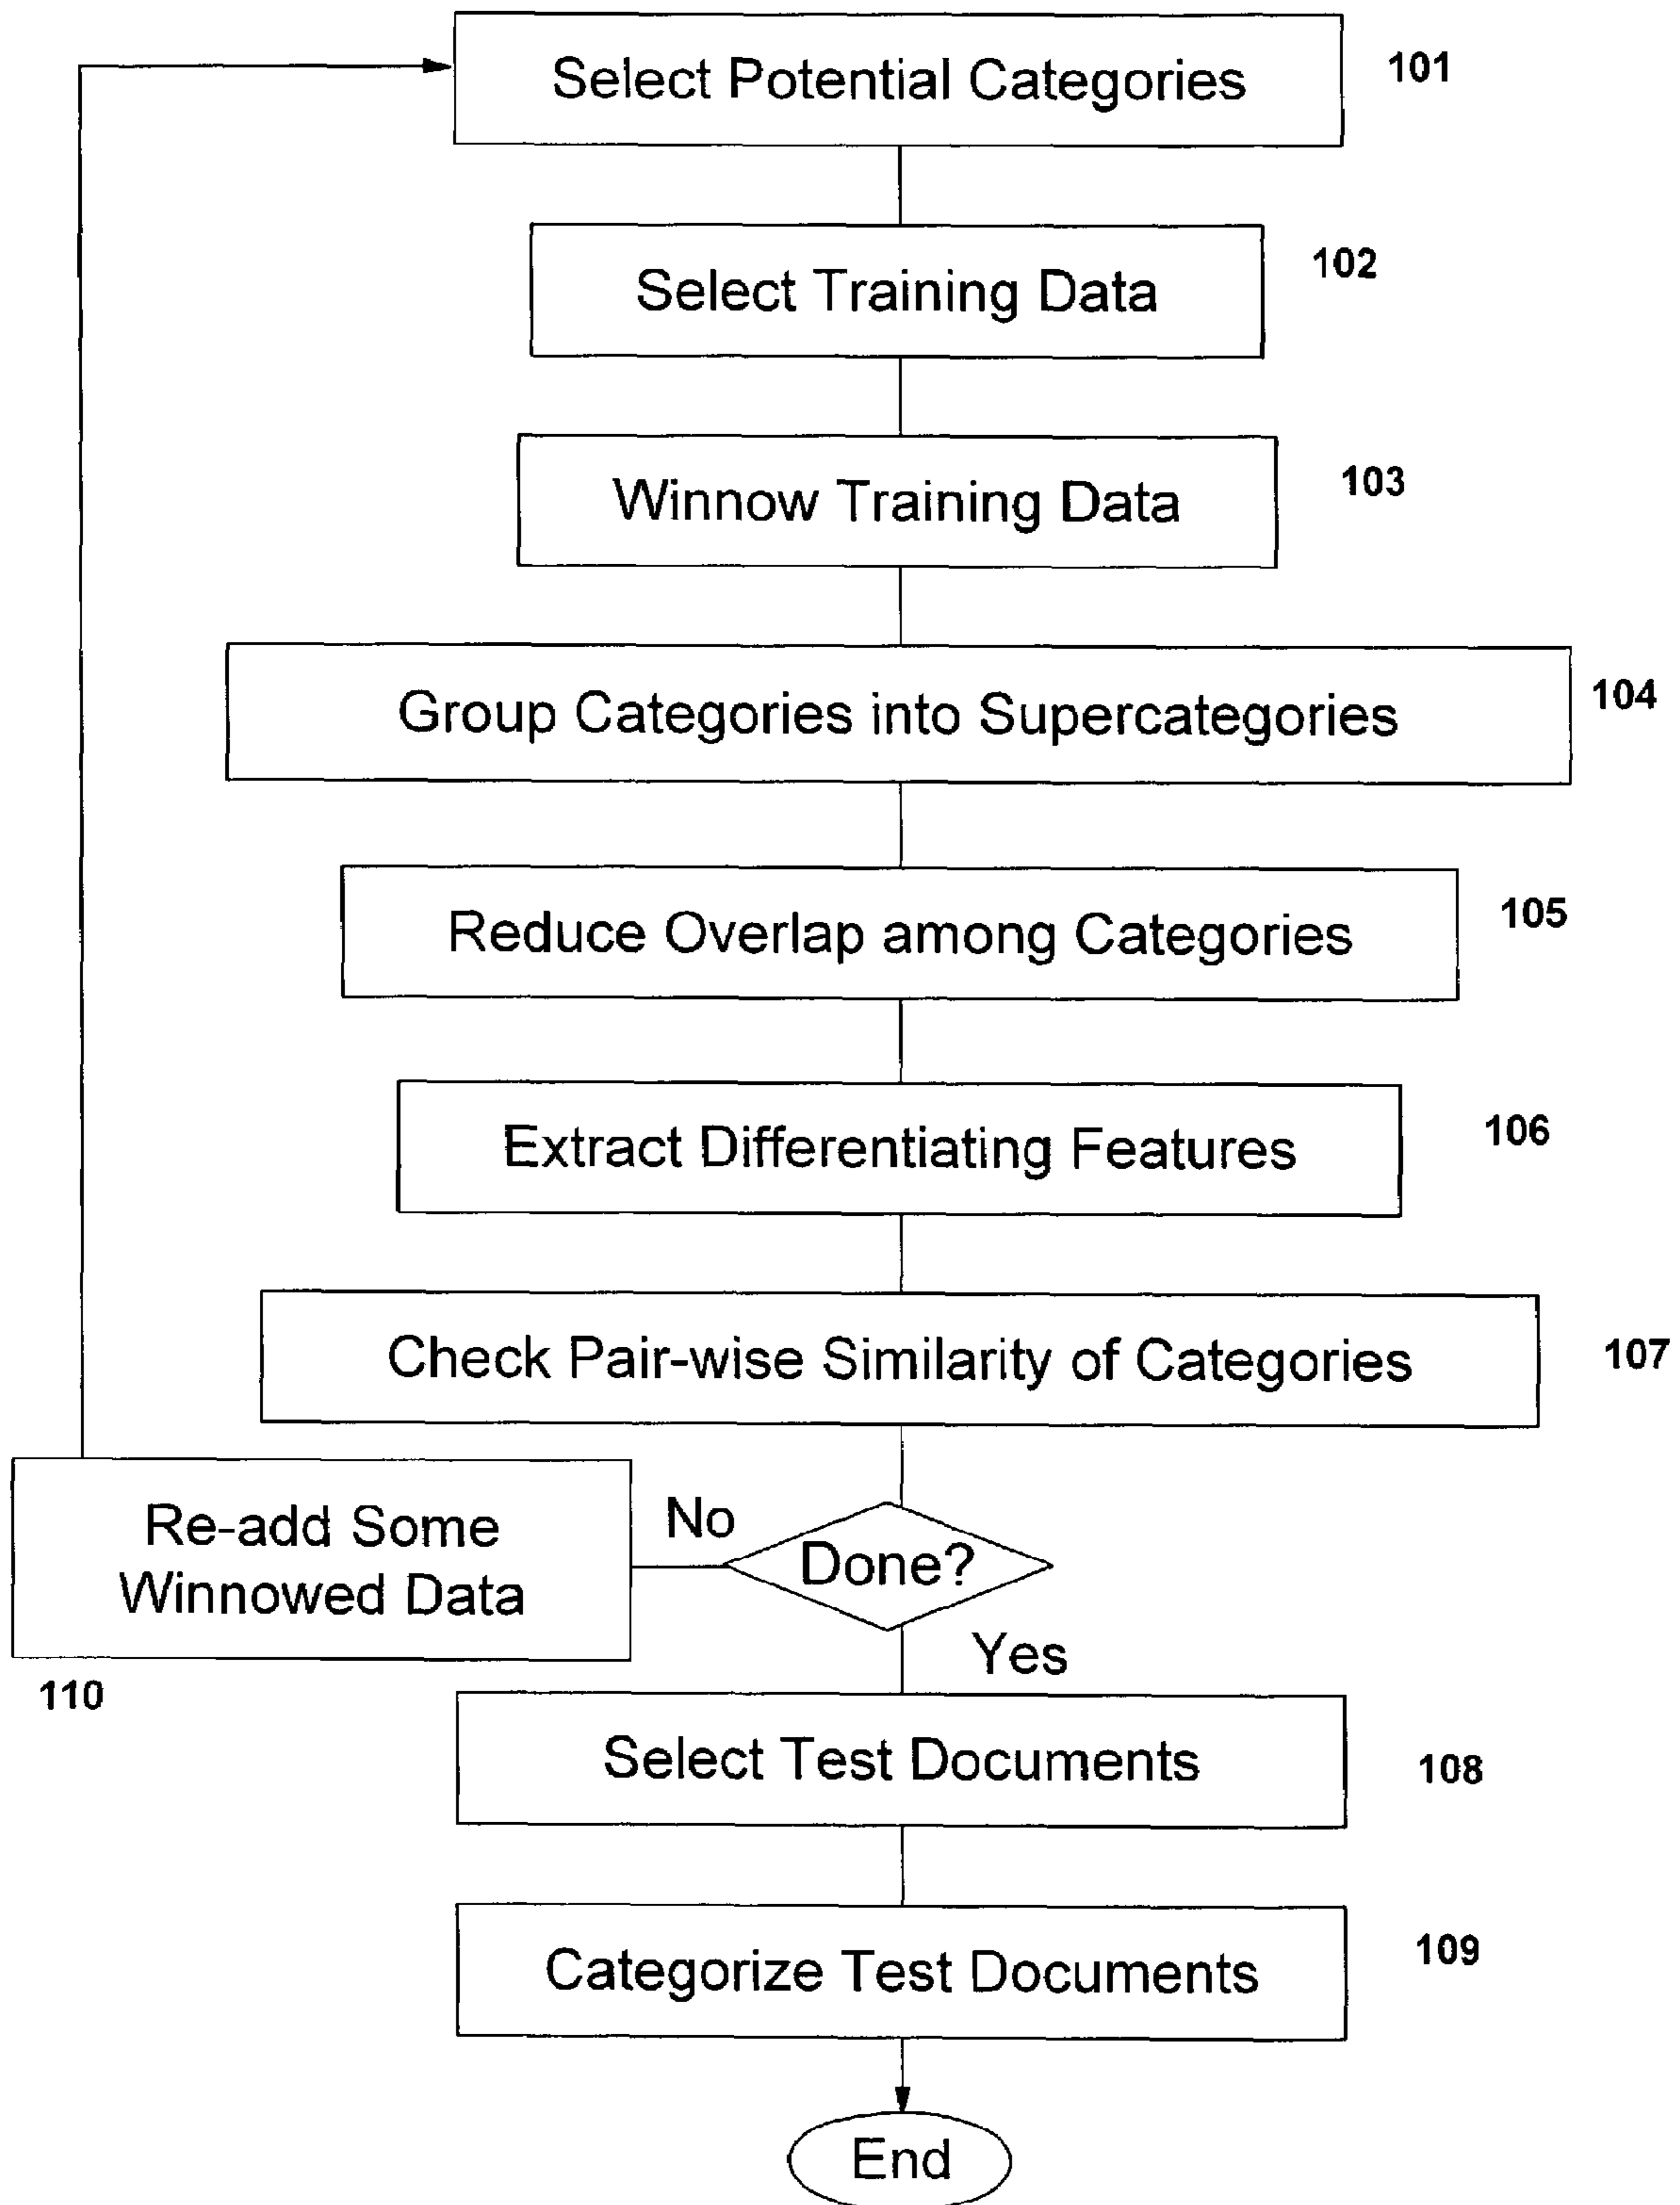 Select Potential Categories
101
Select Training Data
102
Winnow Training Data
103
Group Categories into Supercategories
104
Reduce Overlap among Categories
105
Extract Differentiating Features
106
Check Pair-wise Similarity of Categories
107
Re-add Some
Winnowed Data
110
No
Done?
Yes
Select Test Documents
108
Categorize Test Documents
109
End